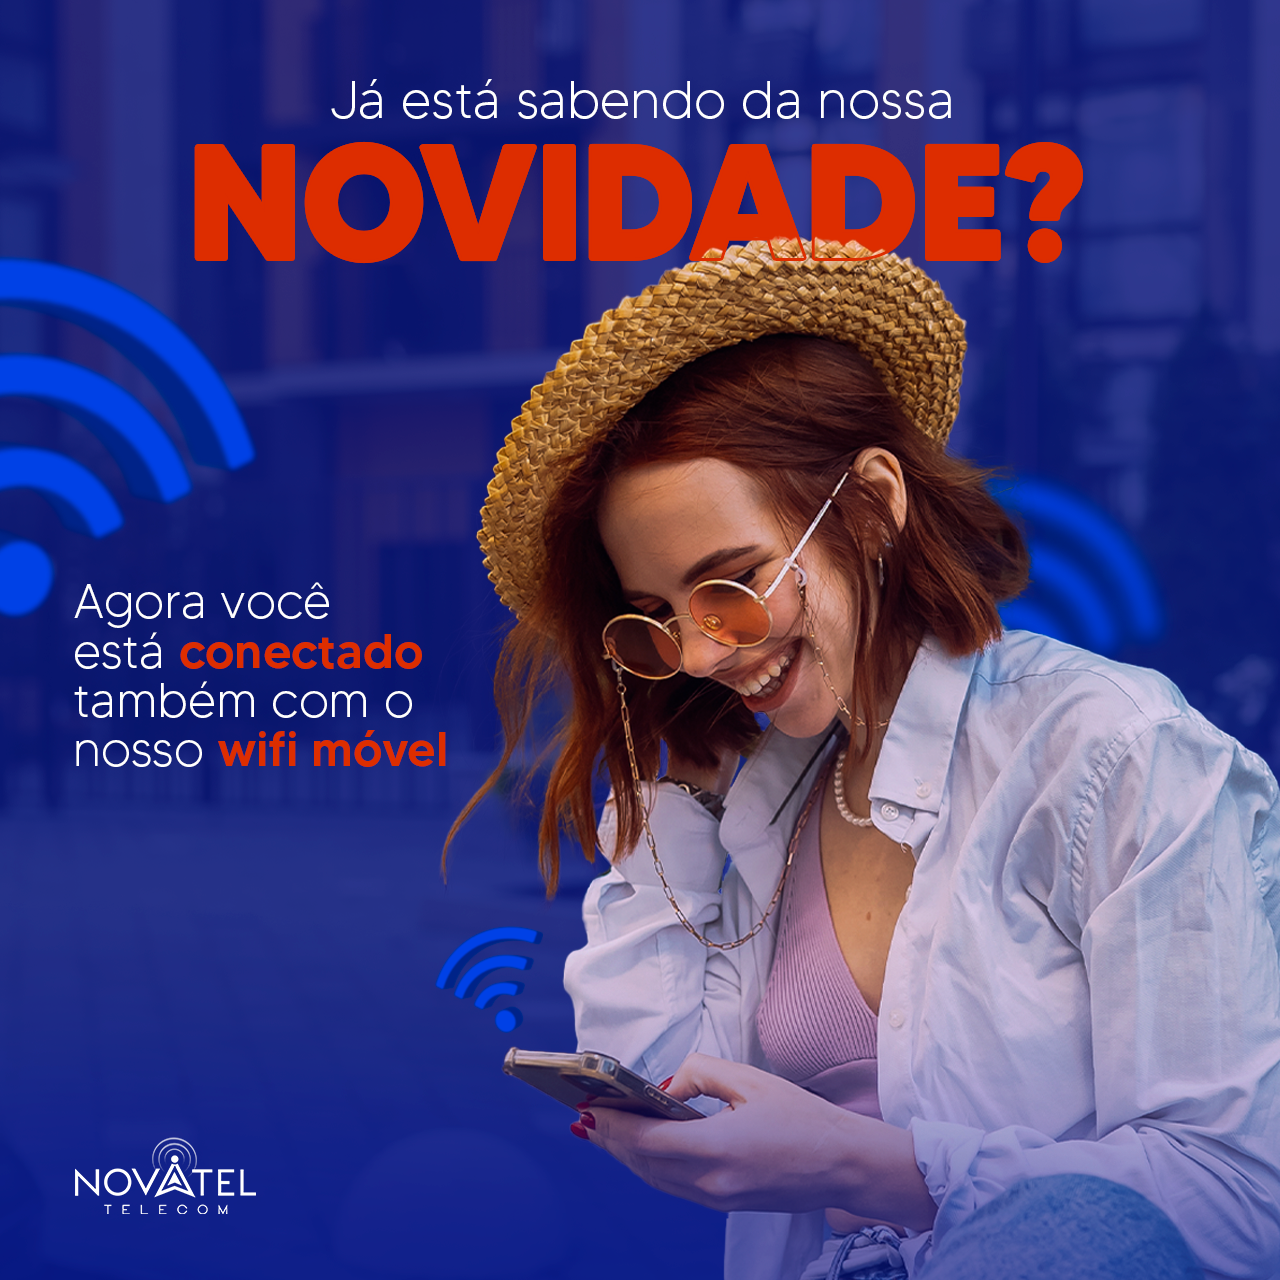 Já está sabendo da nossa
NOVIDADE?
Agora você
está conectado
também com o
nosso wifi móvel
NOVATEL
TELECOM